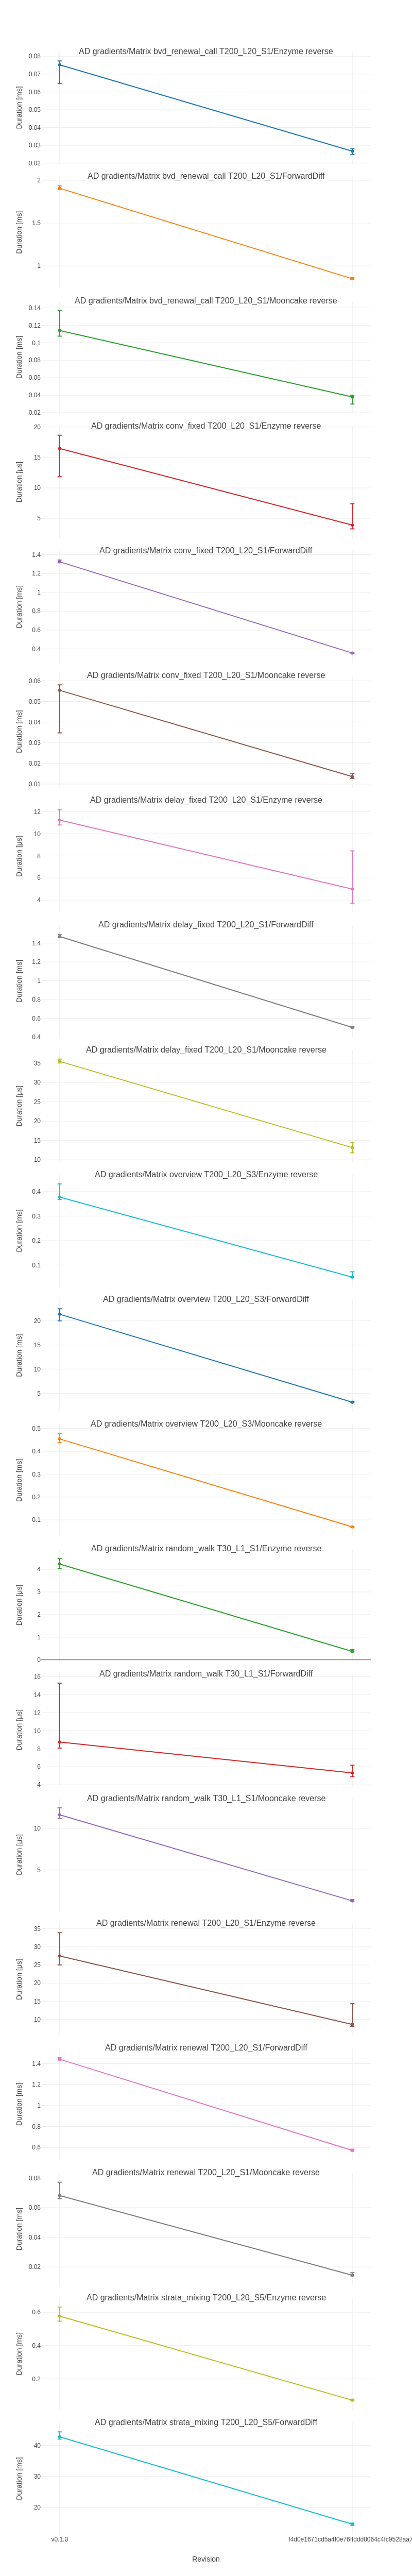 AD gradients/Matrix bvd_renewal_call T200_L20_S1/Enzyme reverse
0.08
0.07
0.06
0.05
0.04
0.03
0.02
Duration [ms]
AD gradients/Matrix bvd_renewal_call T200_L20_S1/ForwardDiff
2
1.5
1
Duration [ms]
AD gradients/Matrix bvd_renewal_call T200_L20_S1/Mooncake reverse
0.14
0.12
0.1
0.08
0.06
0.04
0.02
Duration [ms]
AD gradients/Matrix conv_fixed T200_L20_S1/Enzyme reverse
20
15
10
5
Duration [μs]
AD gradients/Matrix conv_fixed T200_L20_S1/ForwardDiff
1.4
1.2
1
0.8
0.6
0.4
Duration [ms]
AD gradients/Matrix conv_fixed T200_L20_S1/Mooncake reverse
0.06
0.05
0.04
0.03
0.02
0.01
Duration [ms]
AD gradients/Matrix delay_fixed T200_L20_S1/Enzyme reverse
12
10
8
6
4
Duration [μs]
AD gradients/Matrix delay_fixed T200_L20_S1/ForwardDiff
1.4
1.2
1
0.8
0.6
0.4
Duration [ms]
AD gradients/Matrix delay_fixed T200_L20_S1/Mooncake reverse
35
30
25
20
15
10
Duration [μs]
AD gradients/Matrix overview T200_L20_S3/Enzyme reverse
0.4
0.3
0.2
0.1
Duration [ms]
AD gradients/Matrix overview T200_L20_S3/ForwardDiff
20
15
10
5
Duration [ms]
AD gradients/Matrix overview T200_L20_S3/Mooncake reverse
0.5
0.4
0.3
0.2
0.1
Duration [ms]
AD gradients/Matrix random_walk T30_L1_S1/Enzyme reverse
4
3
2
1
0
Duration [μs]
AD gradients/Matrix random_walk T30_L1_S1/ForwardDiff
16
14
12
10
8
6
4
Duration [μs]
AD gradients/Matrix random_walk T30_L1_S1/Mooncake reverse
10
5
Duration [μs]
AD gradients/Matrix renewal T200_L20_S1/Enzyme reverse
35
30
25
20
15
10
Duration [μs]
AD gradients/Matrix renewal T200_L20_S1/ForwardDiff
1.4
1.2
1
0.8
0.6
Duration [ms]
AD gradients/Matrix renewal T200_L20_S1/Mooncake reverse
0.08
0.06
0.04
0.02
Duration [ms]
AD gradients/Matrix strata_mixing T200_L20_S5/Enzyme reverse
0.6
0.4
0.2
Duration [ms]
AD gradients/Matrix strata_mixing T200_L20_S5/ForwardDiff
40
30
20
Duration [ms]
v0.1.0 f4d0e1671cd5a4f0e76ffddd0064c4fc9528aa7
Revision